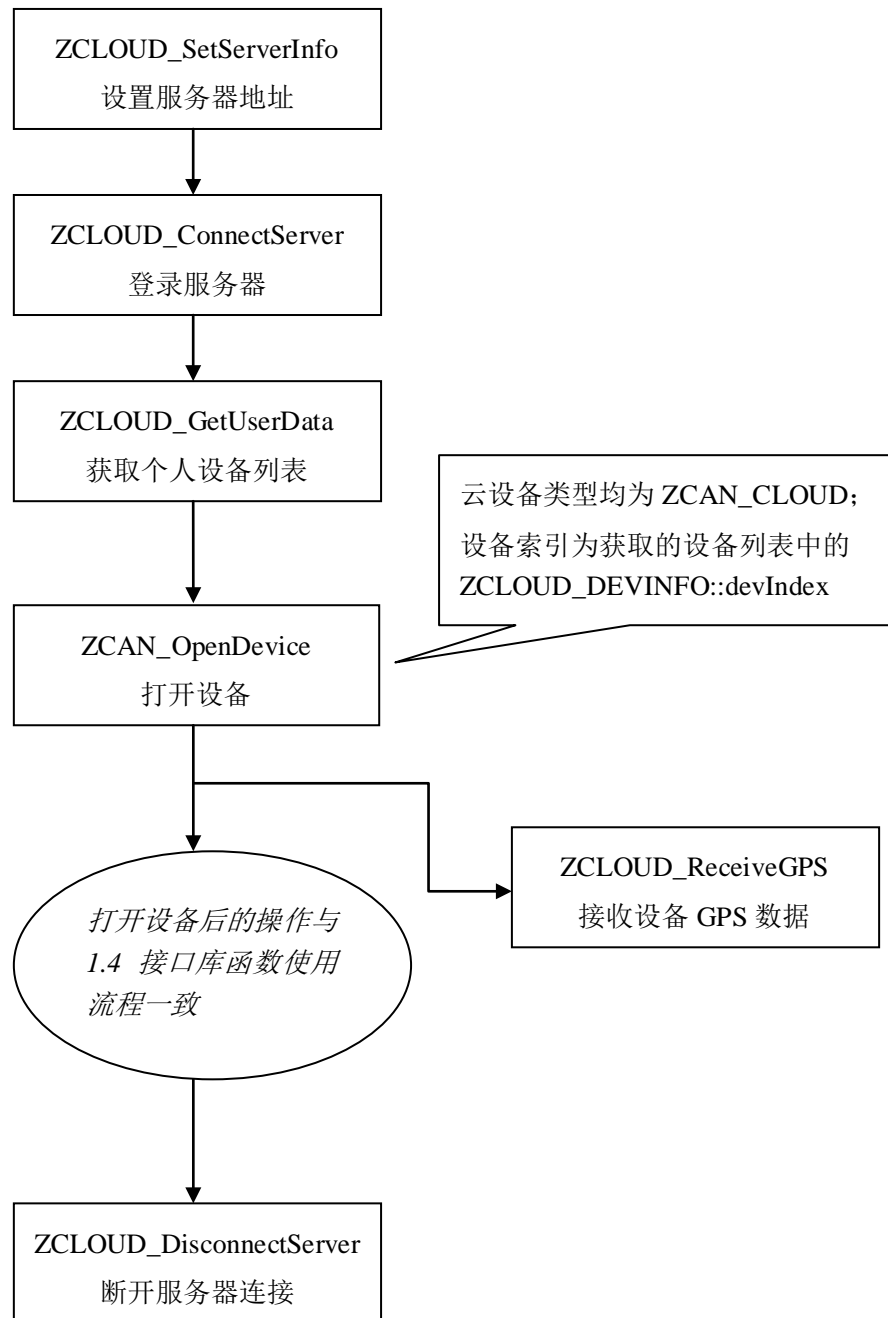 ZCLOUD_SetServerInfo
设置服务器地址
ZCLOUD_ConnectServer
登录服务器
ZCLOUD_GetUserData
获取个人设备列表
云设备类型均为 ZCAN_CLOUD；
设备索引为获取的设备列表中的
ZCLOUD_DEVINFO::devIndex
ZCAN_OpenDevice
打开设备
ZCLOUD_ReceiveGPS
接收设备 GPS 数据
打开设备后的操作与
1.4 接口库函数使用
流程一致
ZCLOUD_DisconnectServer
断开服务器连接